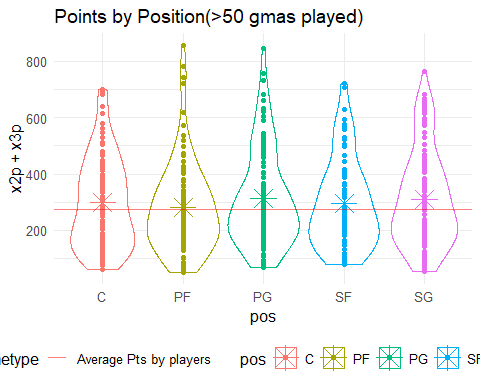 Points by Position(>50 gmas played)
x2p + x3p
800
600
400
200
C PF PG SF SG
pos
netype Average Pts by players pos C PF PG SF